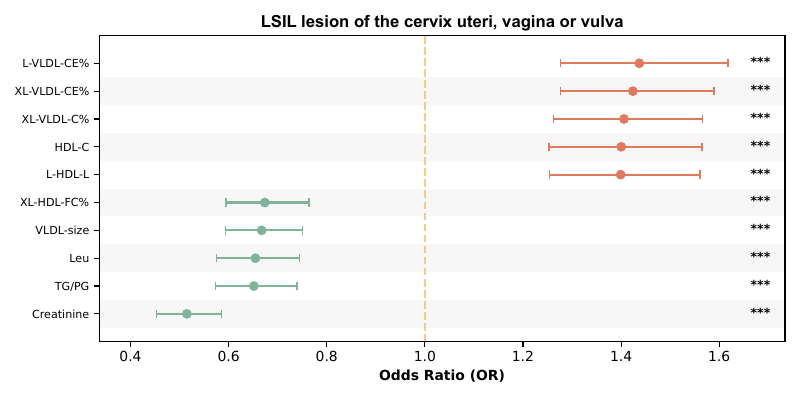 LSIL lesion of the cervix uteri, vagina or vulva
L-VLDL-CE% ***
XL-VLDL-CE% ***
XL-VLDL-C% ***
HDL-C ***
L-HDL-L ***
XL-HDL-FC% ***
VLDL-size ***
Leu ***
TG/PG ***
Creatinine ***
0.4 0.6 0.8 1.0 1.2 1.4 1.6
Odds Ratio (OR)